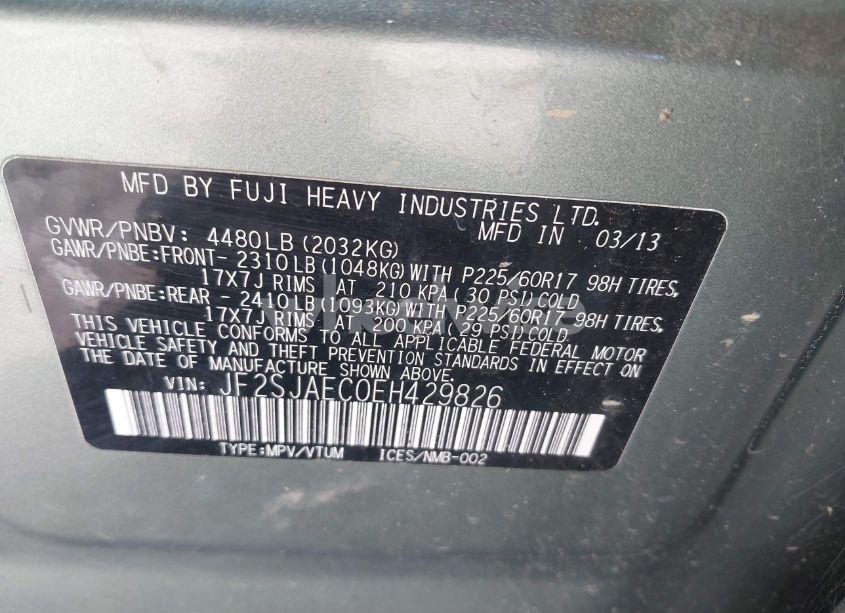 MFD BY FUJI HEAVY INDUSTRIES LTD.
GVWR/PNBV: 4480LB(2032KG) MFD IN 03/13
GAWR/PNBE:FRONT- 2310LB(1048KG)WITH P225/60R17 98H TIRES,
17X7J RIMS AT 210 KPA(30 PSI)COLD
GAWR/PNBE:REAR - 2410LB(1093KG)WITH P225/60R17 98H TIRES,
17X7J RIMS AT 200 KPA(29 PSI)COLD.
THIS VEHICLE CONFORMS TO ALL APPLICABLE FEDERAL MOTOR
VEHICLE SAFETY AND THEFT PREVENTION STANDARDS IN EFFECT ON
THE DATE OF MANUFACTURE SHOWN ABOVE.
VIN: JF2SJAEC0EH429826
TYPE:MPV/VTUM ICES/NMB-002